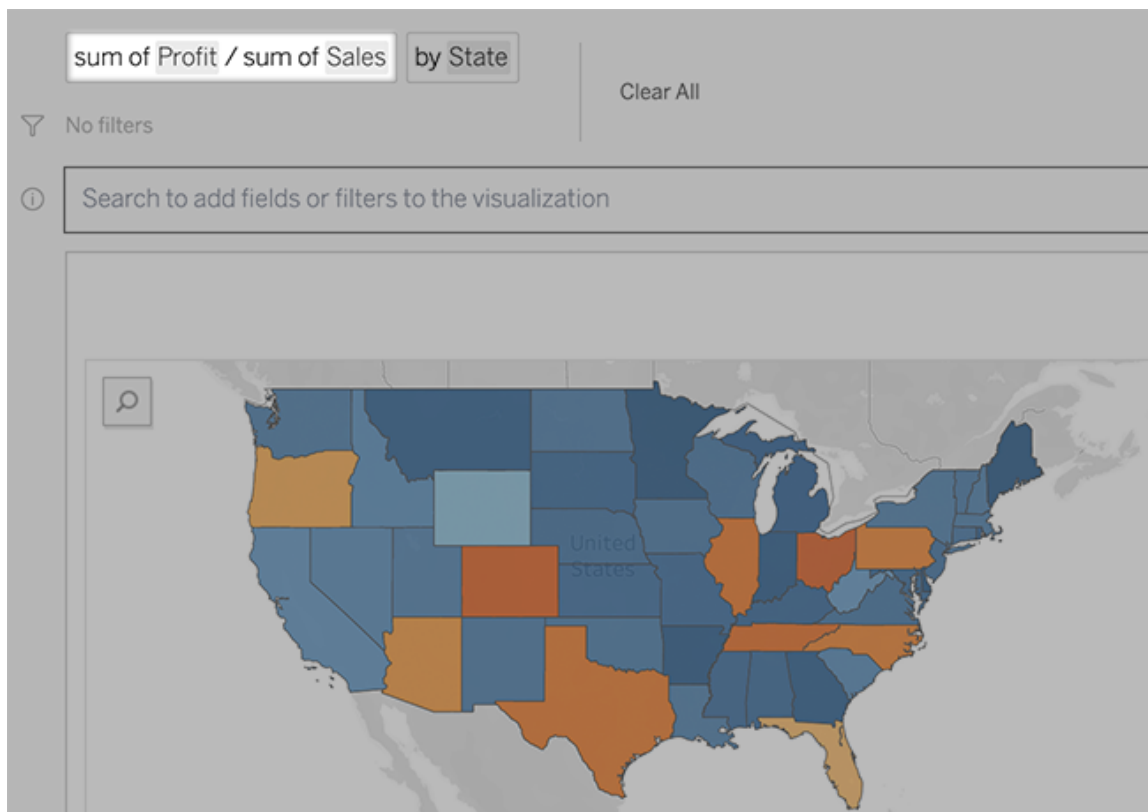 sum of Profit / sum of Sales by State
Clear All
No filters
Search to add fields or filters to the visualization
United
States